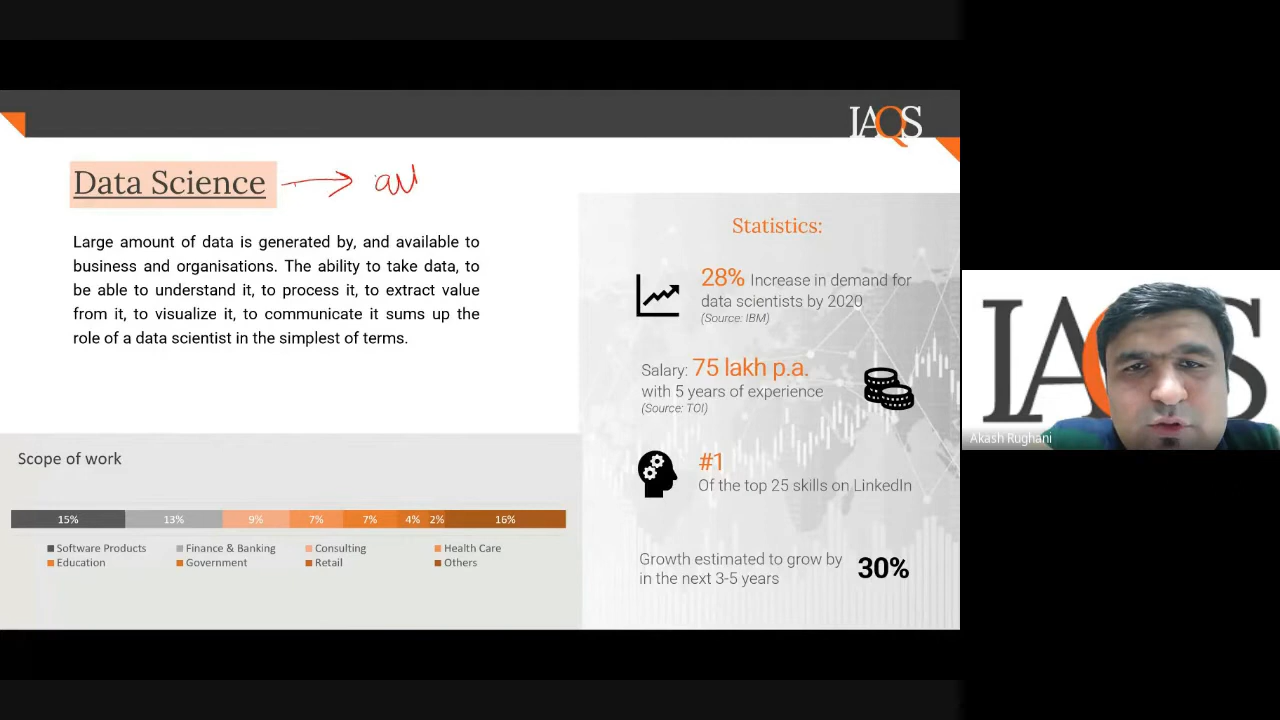 IAQS
Data Science
Large amount of data is generated by, and available to
business and organisations. The ability to take data, to
be able to understand it, to process it, to extract value
from it, to visualize it, to communicate it sums up the
role of a data scientist in the simplest of terms.
Statistics:
28% Increase in demand for
data scientists by 2020
(Source: IBM)
Salary: 75 lakh p.a.
with 5 years of experience
(Source: TOI)
#1
Of the top 25 skills on LinkedIn
Growth estimated to grow by
in the next 3-5 years
30%
Scope of work
15% 13% 9% 7% 7% 4% 2% 16%
Software Products Finance & Banking Consulting Health Care
Education Government Retail Others
IAQS
Akash Rughani